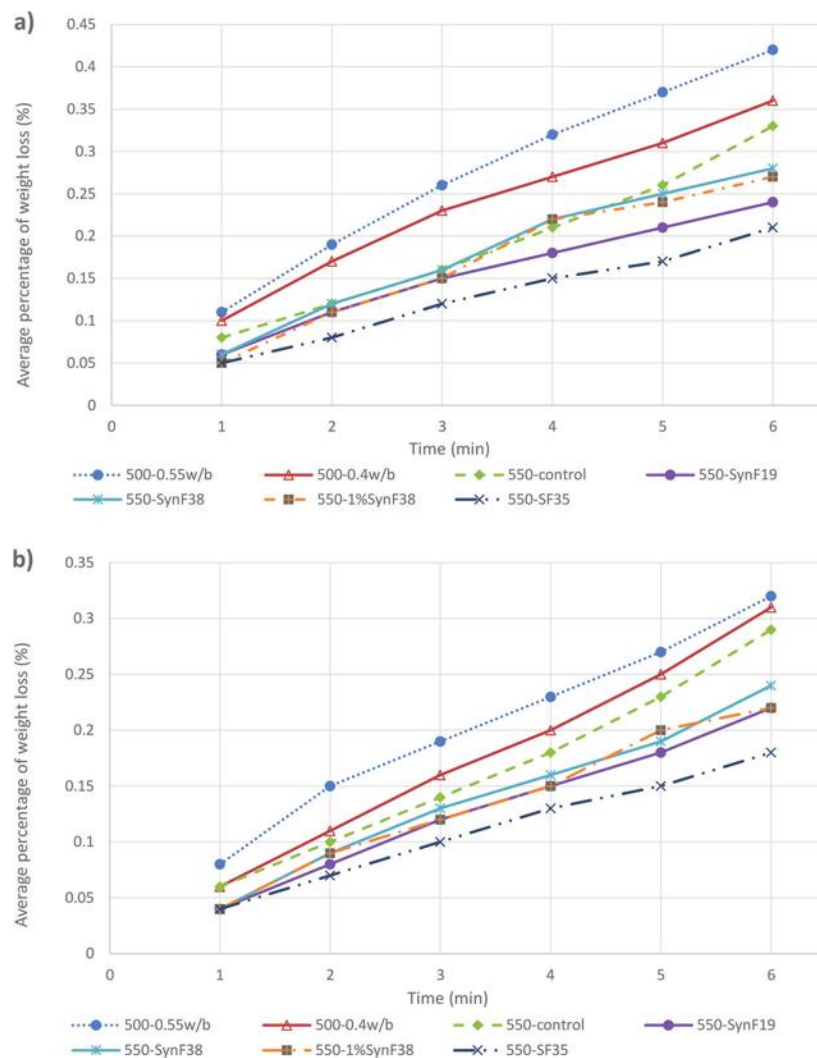 a)
0.45
0.4
0.35
0.3
0.25
0.2
0.15
0.1
0.05
0
Average percentage of weight loss (%)
0 1 2 3 4 5 6
Time (min)
500-0.55w/b 500-0.4w/b 550-control 550-SynF19
550-SynF38 550-1%SynF38 550-SF35
b)
0.35
0.3
0.25
0.2
0.15
0.1
0.05
0
Average percentage of weight loss (%)
0 1 2 3 4 5 6
Time (min)
500-0.55w/b 500-0.4w/b 550-control 550-SynF19
550-SynF38 550-1%SynF38 550-SF35